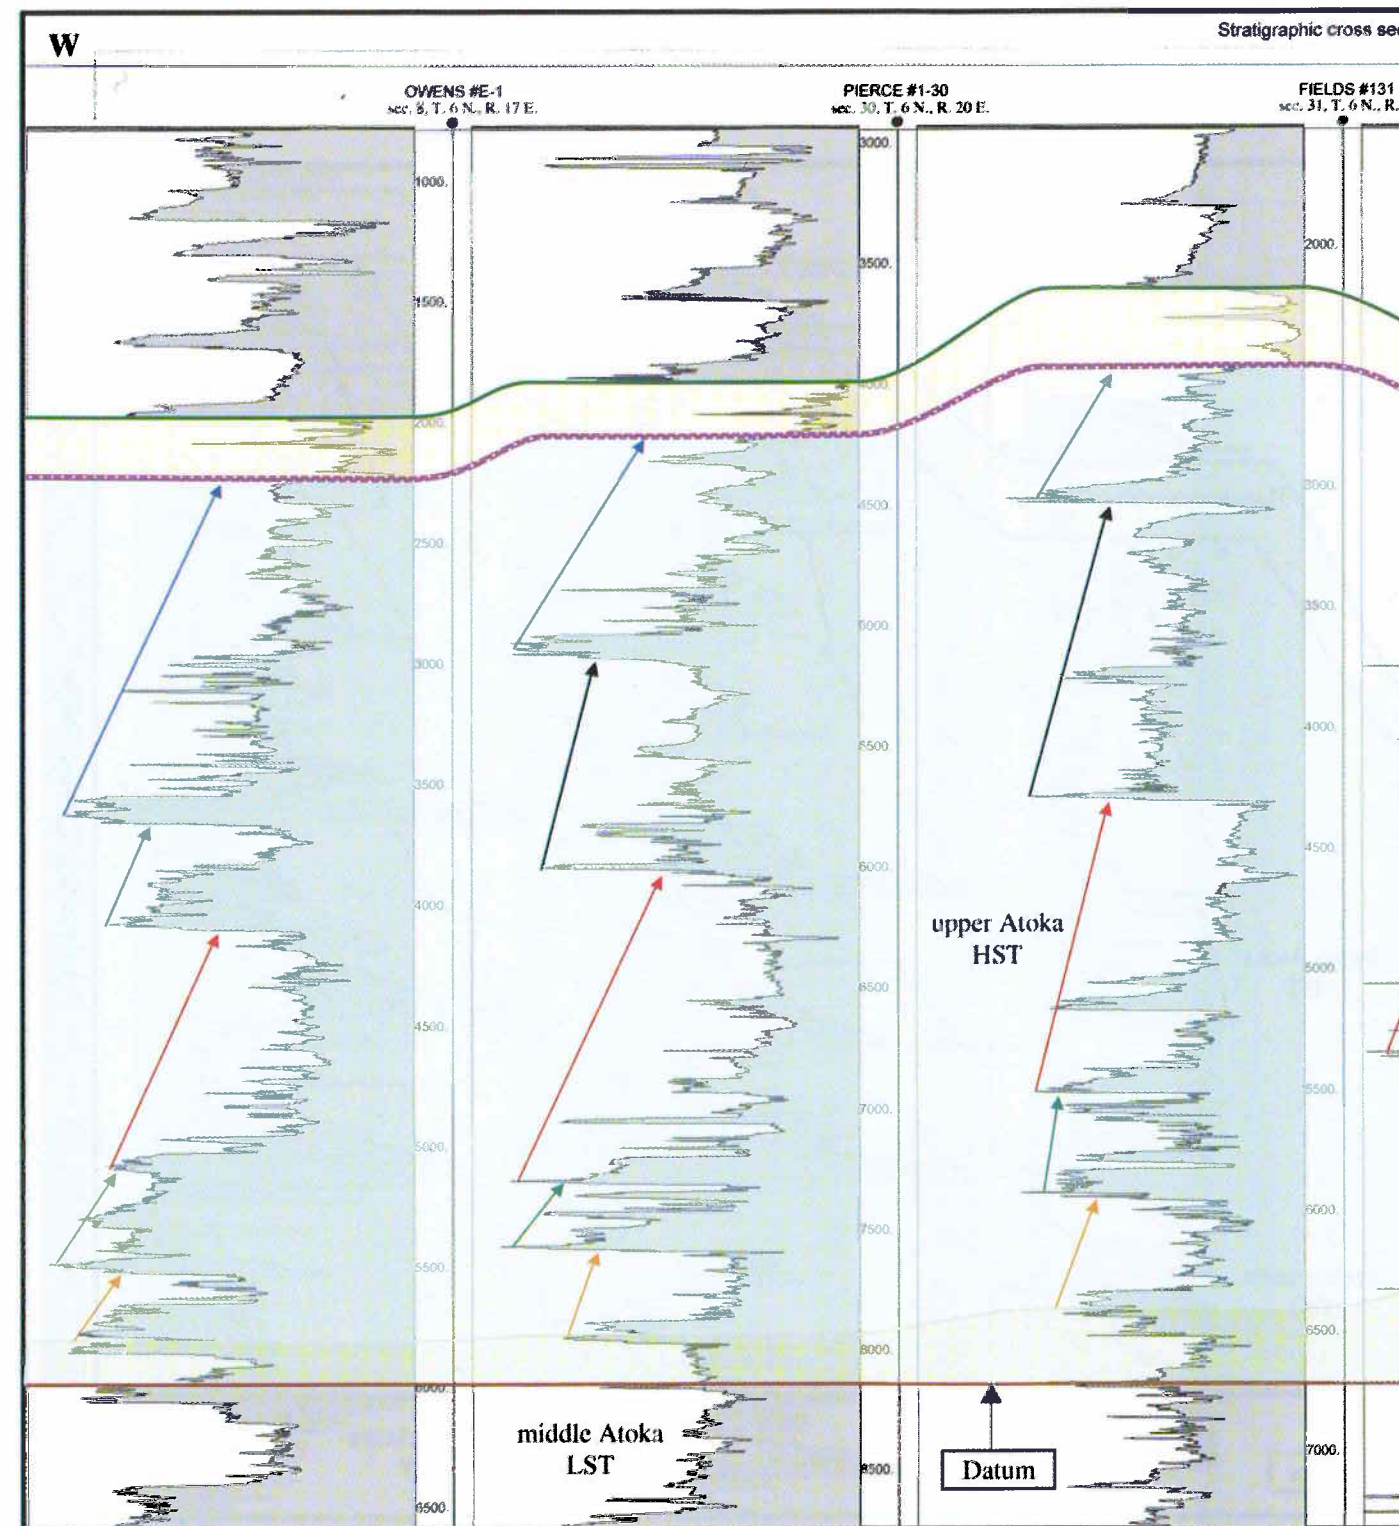 W
Stratigraphic cross se
OWENS #E-1
sec. 8, T. 6 N., R. 17 E.
PIERCE #1-30
sec. 30, T. 6 N., R. 20 E.
FIELDS #131
sec. 31, T. 6 N., R.
1000.
1500.
2000.
2500.
3000.
3500.
4000.
4500.
5000.
5500.
6000.
6500.
3000.
3500.
4000.
4500.
5000.
5500.
6000.
6500.
7000.
7500.
8000.
8500.
2000.
3000.
3500.
4000.
4500.
5000.
5500.
6000.
6500.
7000.
upper Atoka
HST
middle Atoka
LST
Datum